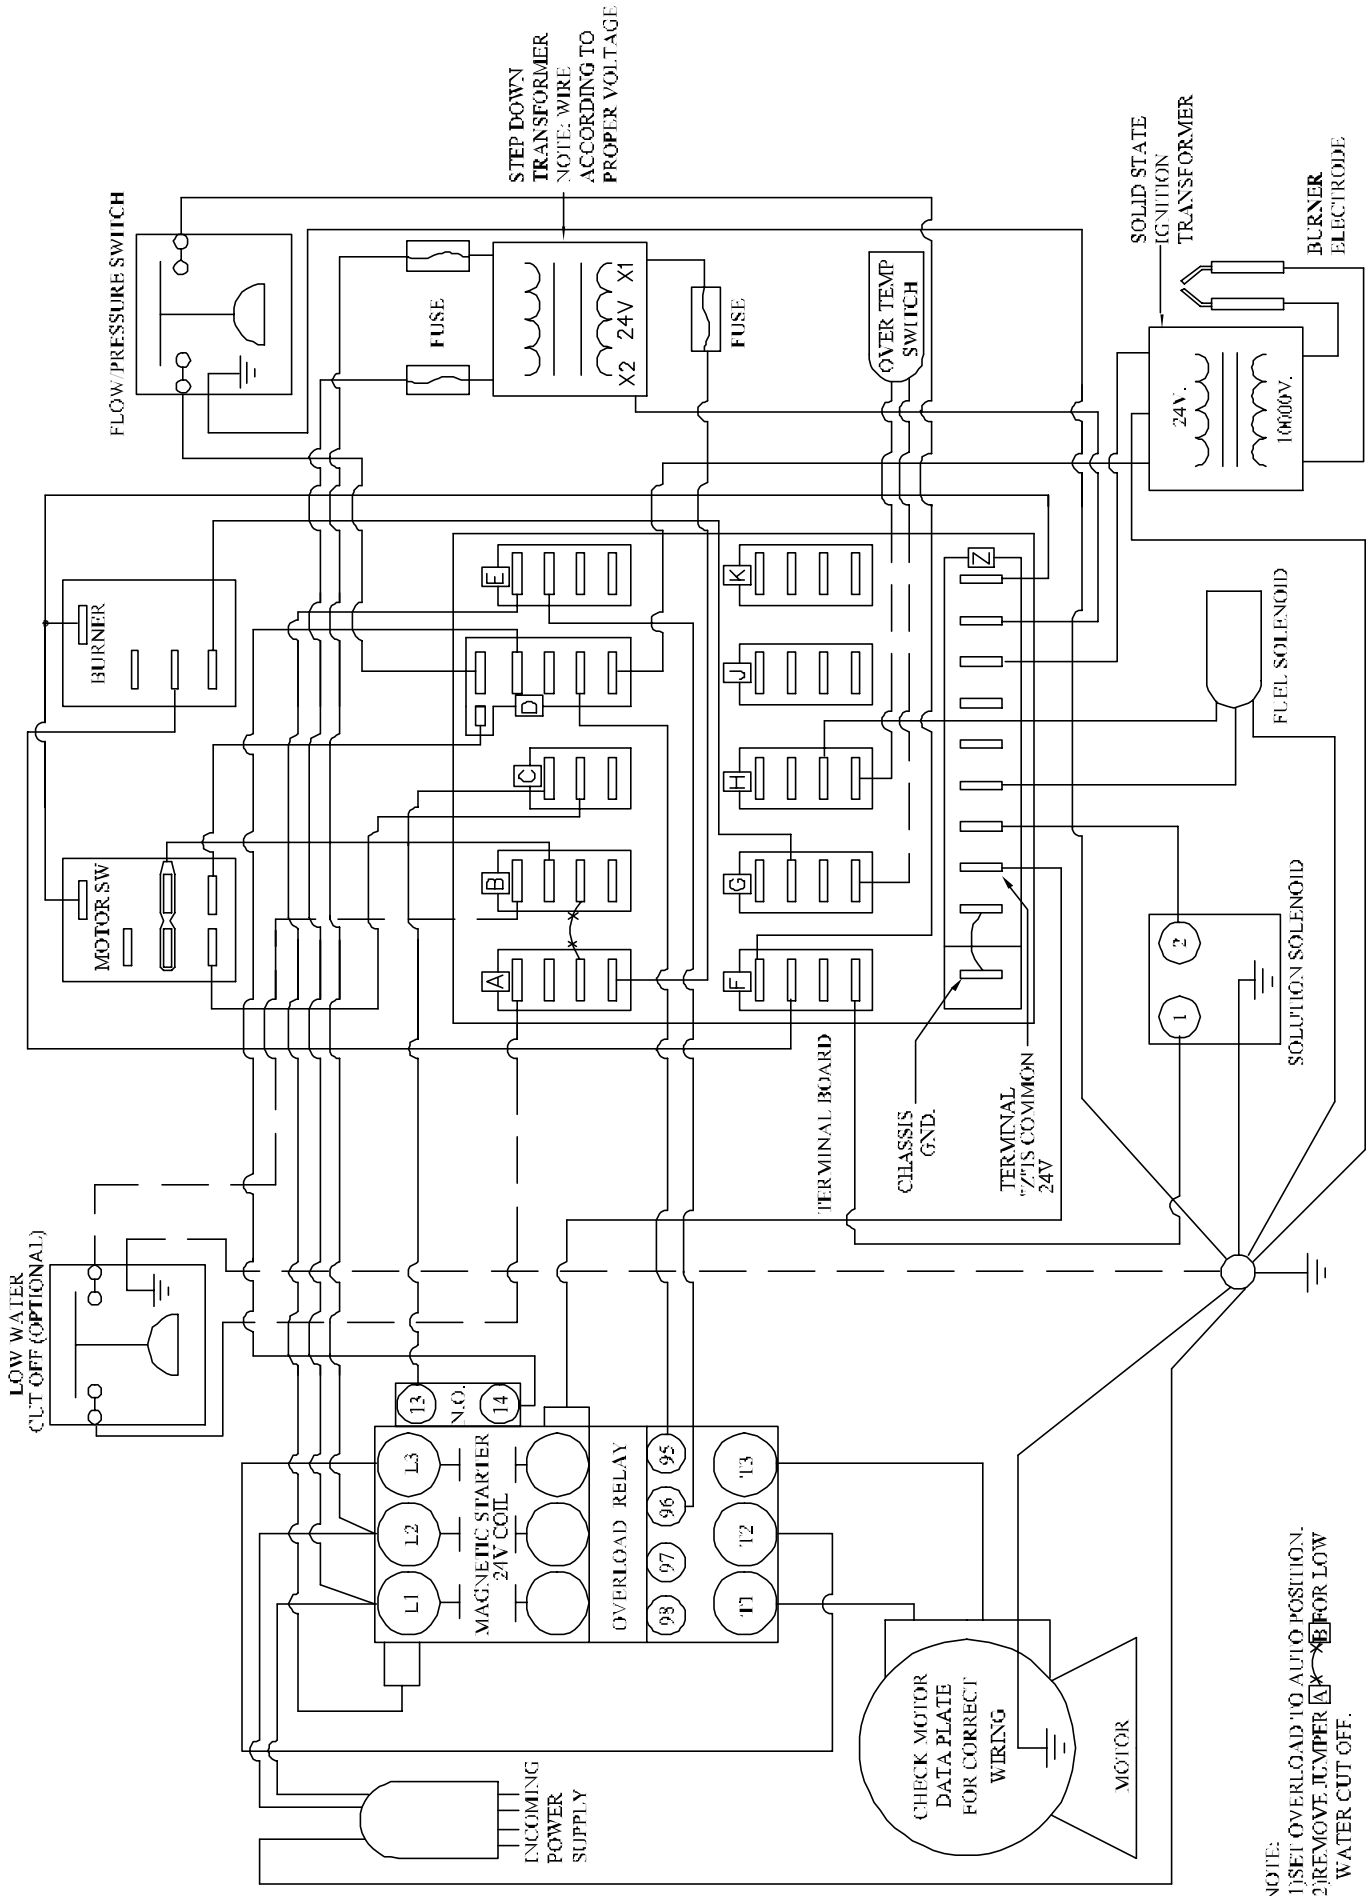 LOW WATER
CUT OFF (OPTIONAL)
FLOW/PRESSURE SWITCH
MOTOR SW
BURNER
STEP DOWN
TRANSFORMER
NOTE: WIRE
ACCORDING TO
PROPER VOLTAGE
FUSE
FUSE
X2 24V X1
OVER TEMP
SWITCH
A
B
C
D
E
F
G
H
J
K
Z
TERMINAL BOARD
CHASSIS
GND.
TERMINAL
"Z"IS COMMON
24V
13
N.O.
14
L1
L2
L3
MAGNETIC STARTER
24V COIL
OVERLOAD RELAY
98
97
96
95
T1
T2
T3
INCOMING
POWER
SUPPLY
CHECK MOTOR
DATA PLATE
FOR CORRECT
WIRING
MOTOR
1
2
SOLUTION SOLENOID
FUEL SOLENOID
SOLID STATE
IGNITION
TRANSFORMER
24V.
10000V.
BURNER
ELECTRODE
NOTE:
1)SET OVERLOAD TO AUTO POSITION.
2)REMOVE JUMPER A B FOR LOW
WATER CUT OFF.